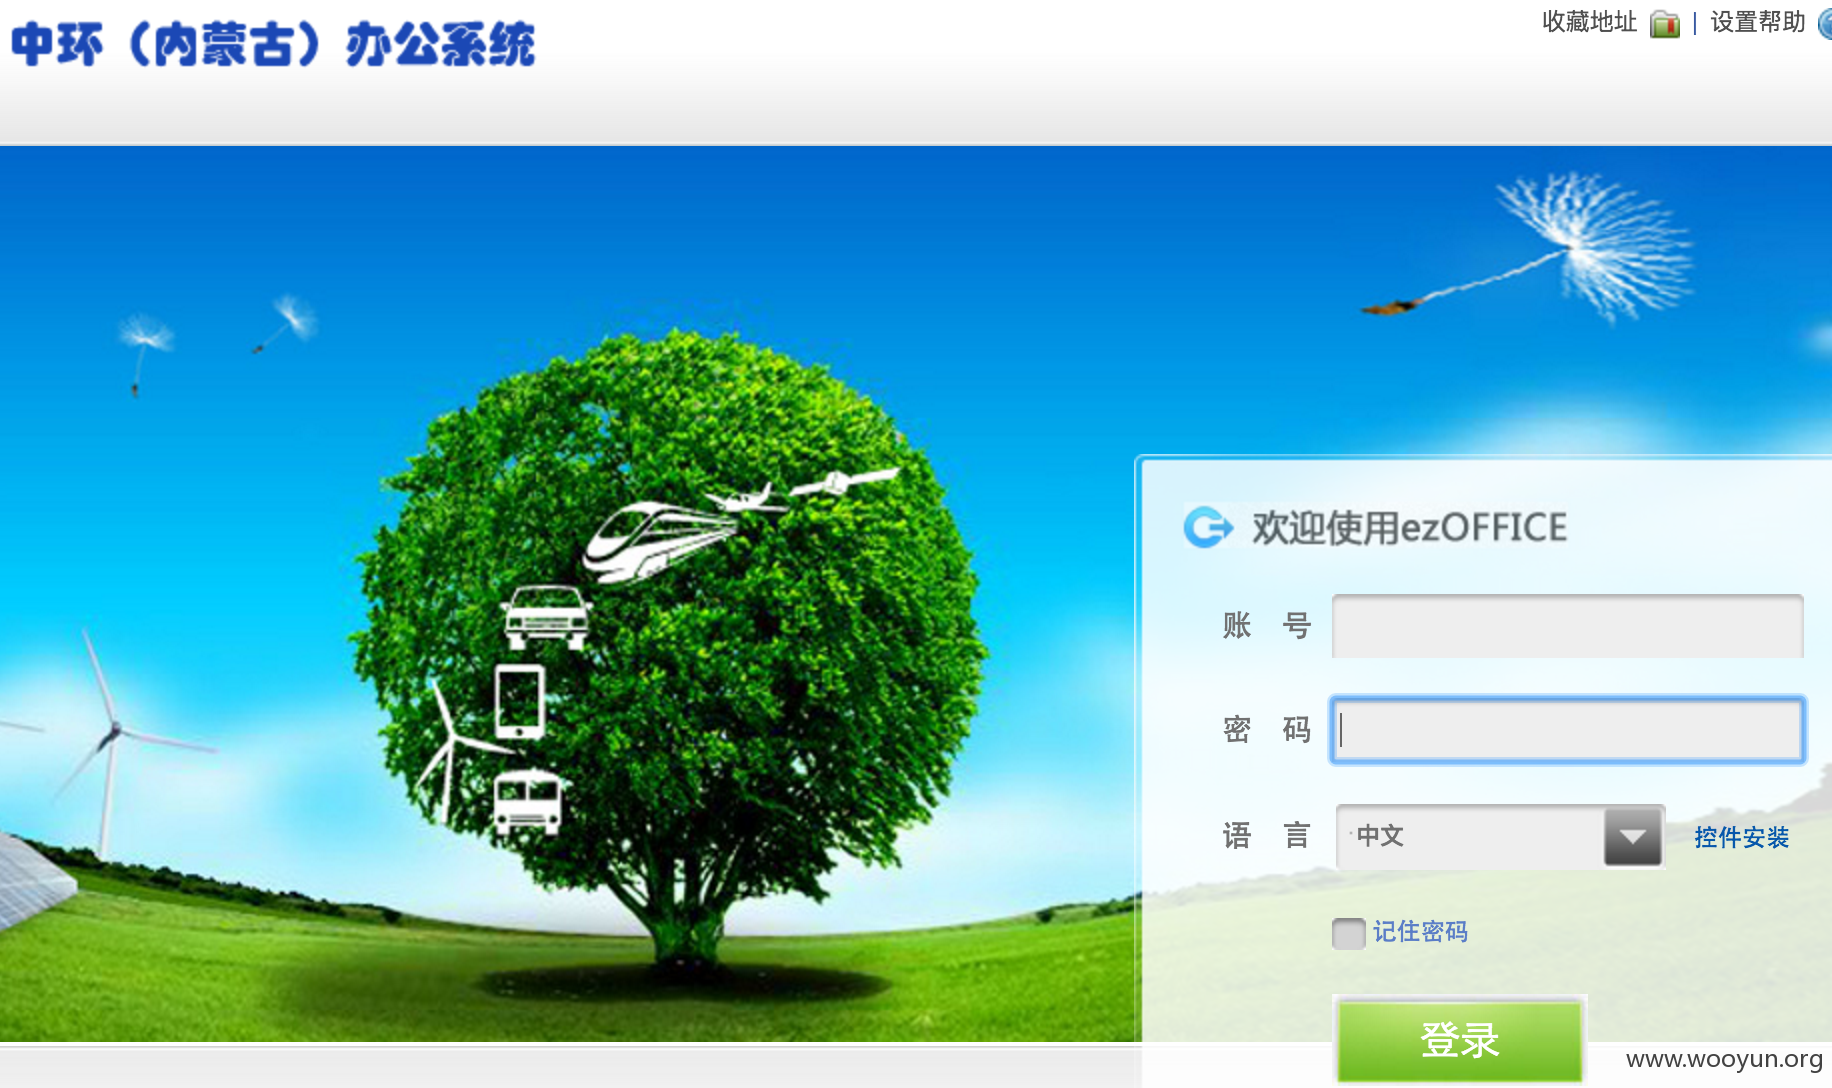 中环（内蒙古）办公系统
收藏地址 | 设置帮助
欢迎使用ezOFFICE
账 号
密 码
语 言 中文 控件安装
记住密码
登录
www.wooyun.org